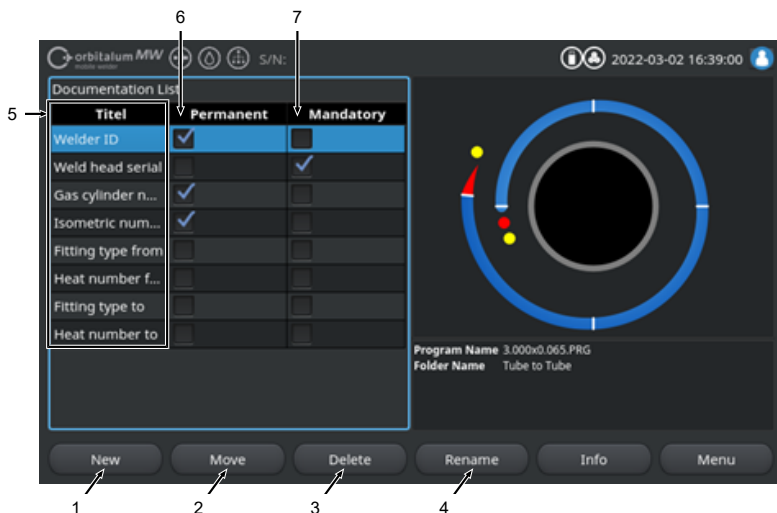 6 7
orbitalum MW S/N: 2022-03-02 16:39:00
mobile welder
Documentation List
5 Titel Permanent Mandatory
Welder ID
Weld head serial
Gas cylinder n...
Isometric num...
Fitting type from
Heat number f...
Fitting type to
Heat number to
Program Name 3.000x0.065.PRG
Folder Name Tube to Tube
New Move Delete Rename Info Menu
1 2 3 4